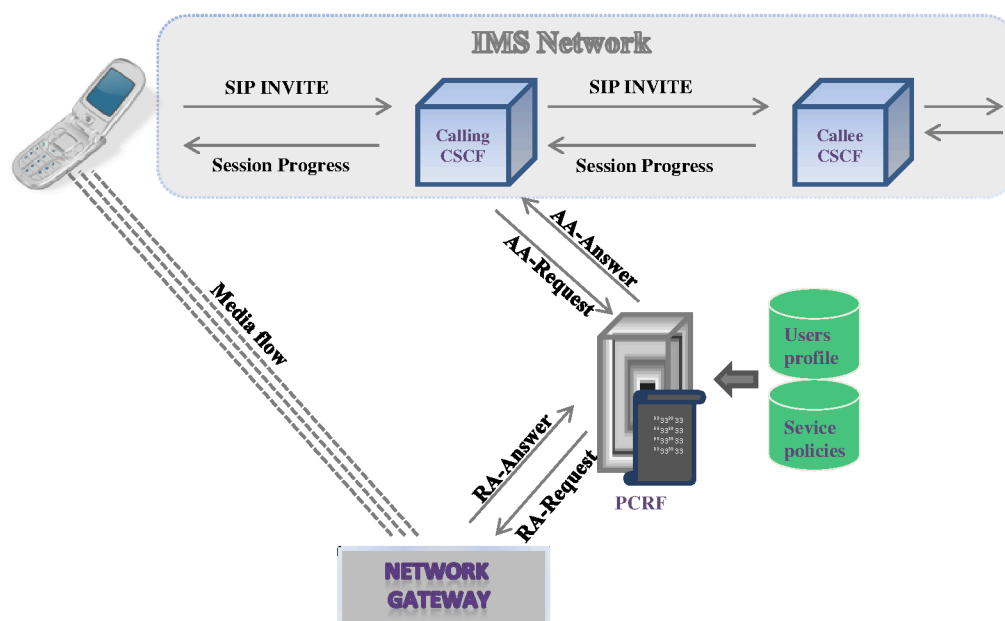 IMS Network
SIP INVITE
SIP INVITE
Calling
CSCF
Callee
CSCF
Session Progress
Session Progress
AA-Answer
AA-Request
Media flow
Users
profile
Sevice
policies
RA-Answer
RA-Request
PCRF
NETWORK
GATEWAY